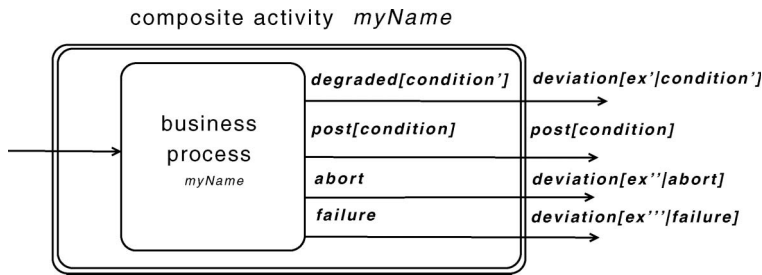 composite activity myName
degraded[condition'] deviation[ex'|condition']
business
process
myName
post[condition] post[condition]
abort deviation[ex''|abort]
failure deviation[ex'''|failure]